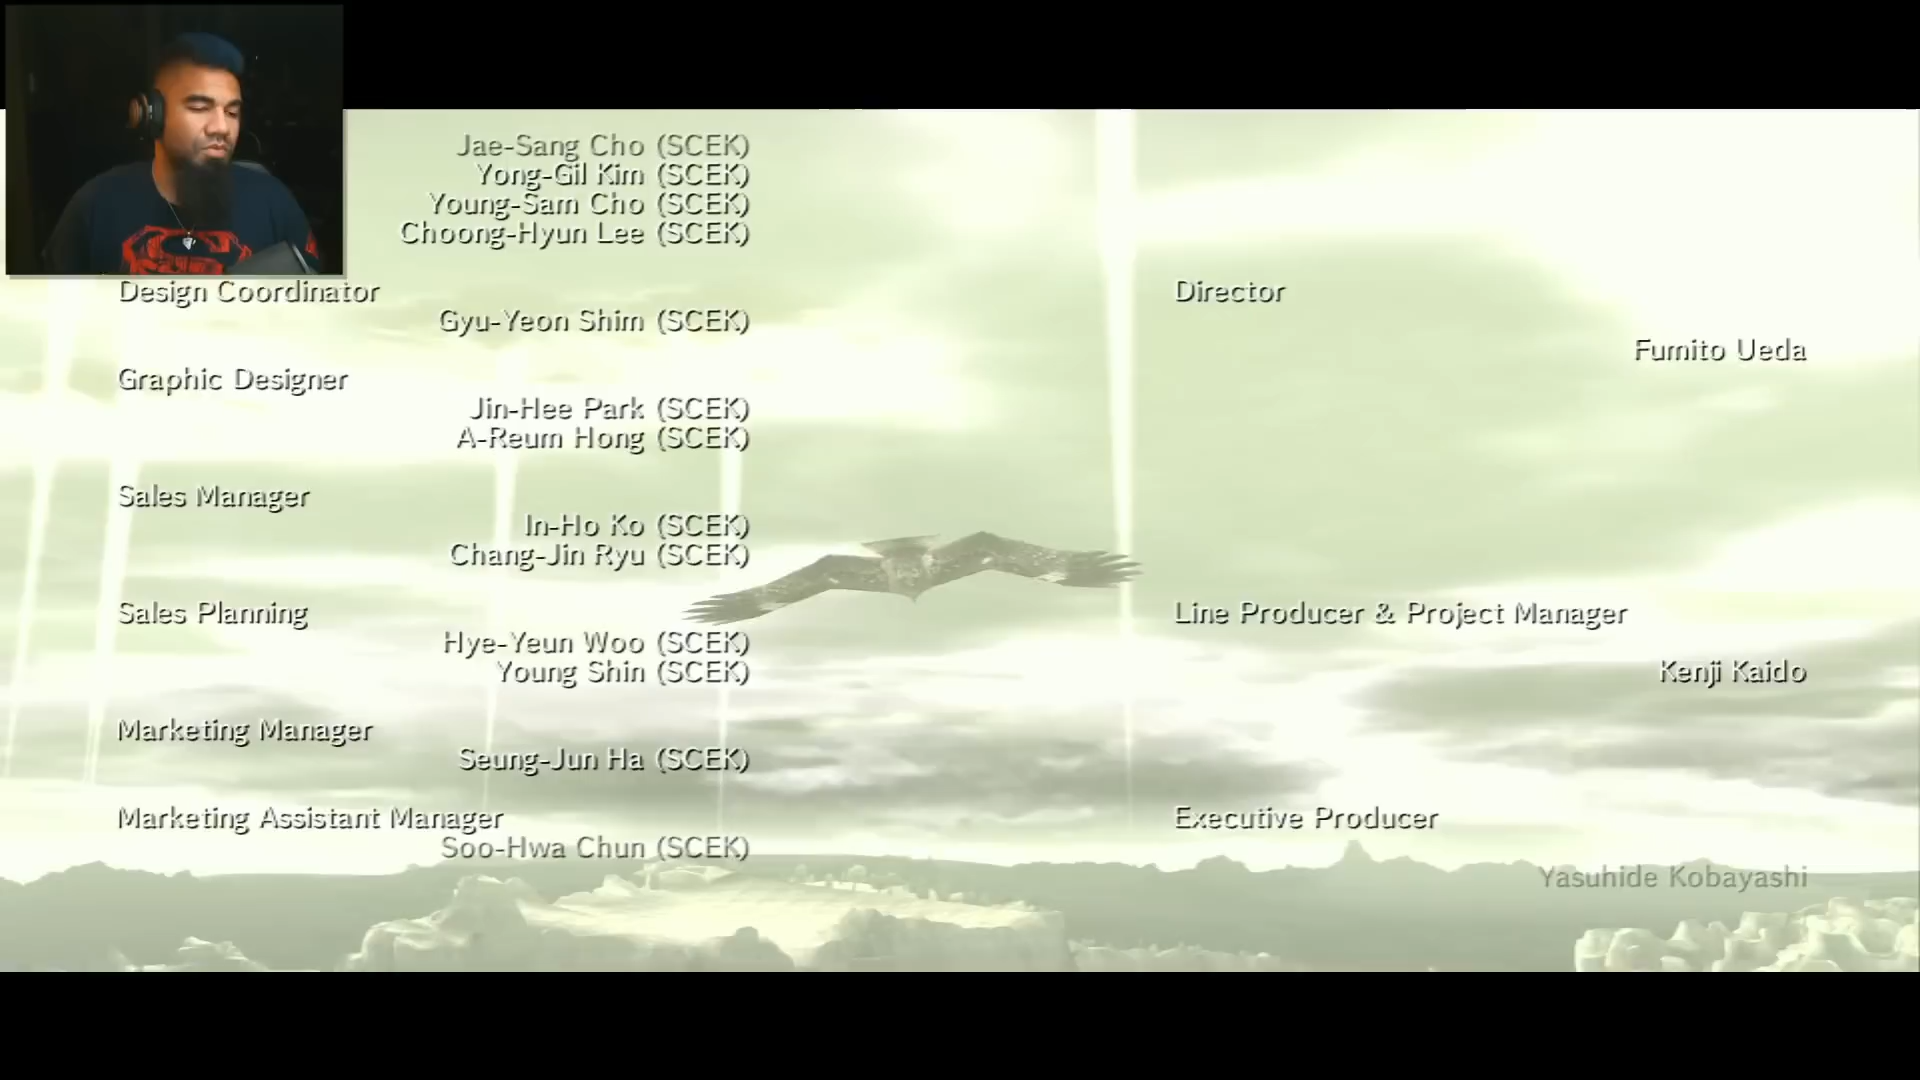 Jae-Sang Cho (SCEK)
Yong-Gil Kim (SCEK)
Young-Sam Cho (SCEK)
Choong-Hyun Lee (SCEK)
Design Coordinator
Gyu-Yeon Shim (SCEK)
Graphic Designer
Jin-Hee Park (SCEK)
A-Reum Hong (SCEK)
Sales Manager
In-Ho Ko (SCEK)
Chang-Jin Ryu (SCEK)
Sales Planning
Hye-Yeun Woo (SCEK)
Young Shin (SCEK)
Marketing Manager
Seung-Jun Ha (SCEK)
Marketing Assistant Manager
Soo-Hwa Chun (SCEK)
Director
Fumito Ueda
Line Producer & Project Manager
Kenji Kaido
Executive Producer
Yasuhide Kobayashi